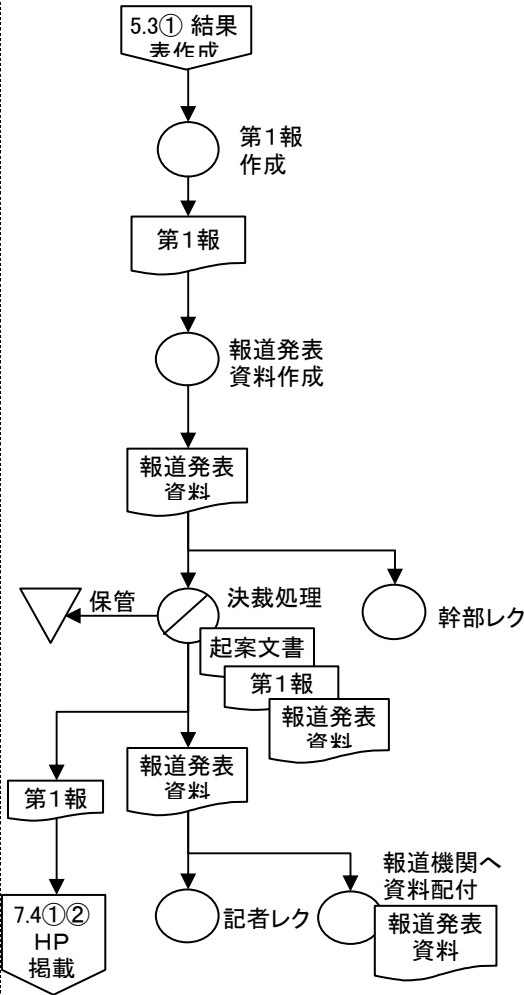 5.3① 結果
表作成
第1報
作成
第1報
報道発表
資料作成
報道発表
資料
保管
決裁処理
幹部レク
起案文書
第1報
報道発表
資料
第1報
報道発表
資料
7.4①②
HP
掲載
記者レク
報道機関へ
資料配付
報道発表
資料